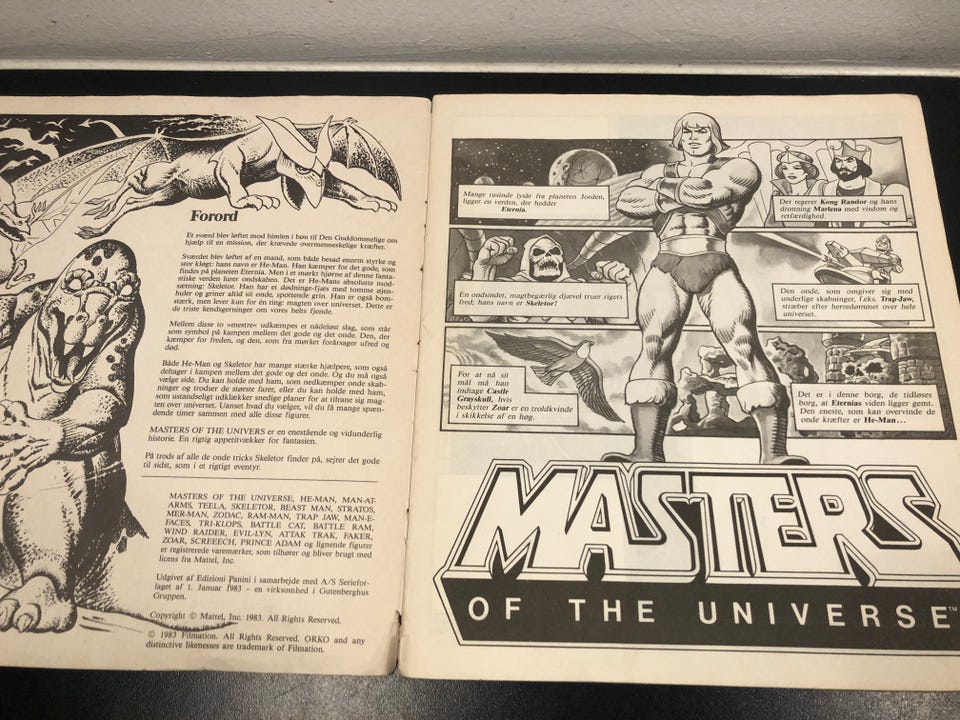 Forord
Et sværd blev løftet mod himlen i bøn til Den Guddommelige om
hjælp til en mission, der krævede overmenneskelige kræfter.
Sværdet blev løftet af en mand, som både besad enorm styrke og
stor kløgt: hans navn er He-Man. Han kæmper for det gode, som
findes på planeten Eternia. Men i det mørkt hjørne af denne fanta-
stiske verden lurer ondskaben. Det er He-Mans absolutte mod-
sætning: Skeletor. Han har et dødninge-fjæs med tomme øjen-
huler og griner altid sit onde, spottende grin. Han er også bom-
stærk, men lever kun for én ting: magten over universet. Dette er
de triste kendsgerninger om vores helts fjende.
Mellem disse to »mestre« udkæmpes et nådeløst slag, som står
som symbol på kampen mellem det gode og det onde. Den, der
kæmper for freden, og den, som fra mørket forårsager ufred og
død.
Både He-Man og Skeletor har mange stærke hjælpere, som også
deltager i kampen mellem det gode og det onde. Og du må også
vælge side. Du kan holde med ham, som nedkæmper onde skab-
ninger og trodser de største farer, eller du kan holde med ham,
som ustandseligt udklækker snedige planer for at tilrane sig mag-
ten over universet. Uanset hvad du vælger, vil du få mange spæn-
dende timer sammen med alle disse figurer.
MASTERS OF THE UNIVERS er en enestående og vidunderlig
historie. En rigtig appetitvækker for fantasien.
På trods af alle de onde tricks Skeletor finder på, sejrer det gode
til sidst, som i et rigtigt eventyr.
MASTERS OF THE UNIVERSE, HE-MAN, MAN-AT-
ARMS, TEELA, SKELETOR, BEAST MAN, STRATOS,
MER-MAN, ZODAC, RAM-MAN, TRAP JAW, MAN-E-
FACES, TRI-KLOPS, BATTLE CAT, BATTLE RAM,
WIND RAIDER, EVIL-LYN, ATTAK TRAK, FAKER,
ZOAR, SCREEECH, PRINCE ADAM og lignende figurer
er registrerede varemærker, som tilhører og bliver brugt med
licens fra Mattel, Inc.
Udgivet af Edizioni Panini i samarbejde med A/S Seriefor-
laget af 1. Januar 1983 - en virksomhed i Gutenberghus
Gruppen.
Copyright © Mattel, Inc. 1983. All Rights Reserved.
© 1983 Filmation. All Rights Reserved. ORKO and any
distinctive likenesses are trademark of Filmation.
Mange tusinde lysår fra planeten Jorden,
ligger en verden, der hedder
Eternia.
Der regerer Kong Randor og hans
dronning Marlena med visdom og
retfærdighed.
En ondsindet, magtbegærlig djævel truer rigets
fred; hans navn er Skeletor!
Den onde, som omgiver sig med
underlige skabninger, f.eks. Trap-Jaw,
stræber efter herredømmet over hele
universet.
For at nå sit
mål må han
indtage Castle
Grayskull, hvis
beskytter Zoar er en troldkvinde
i skikkelse af en høg.
Det er i denne borg, de tidløses
borg, at Eternias viden ligger gemt.
Den eneste, som kan overvinde de
onde kræfter er He-Man...
MASTERS
OF THE UNIVERSE™